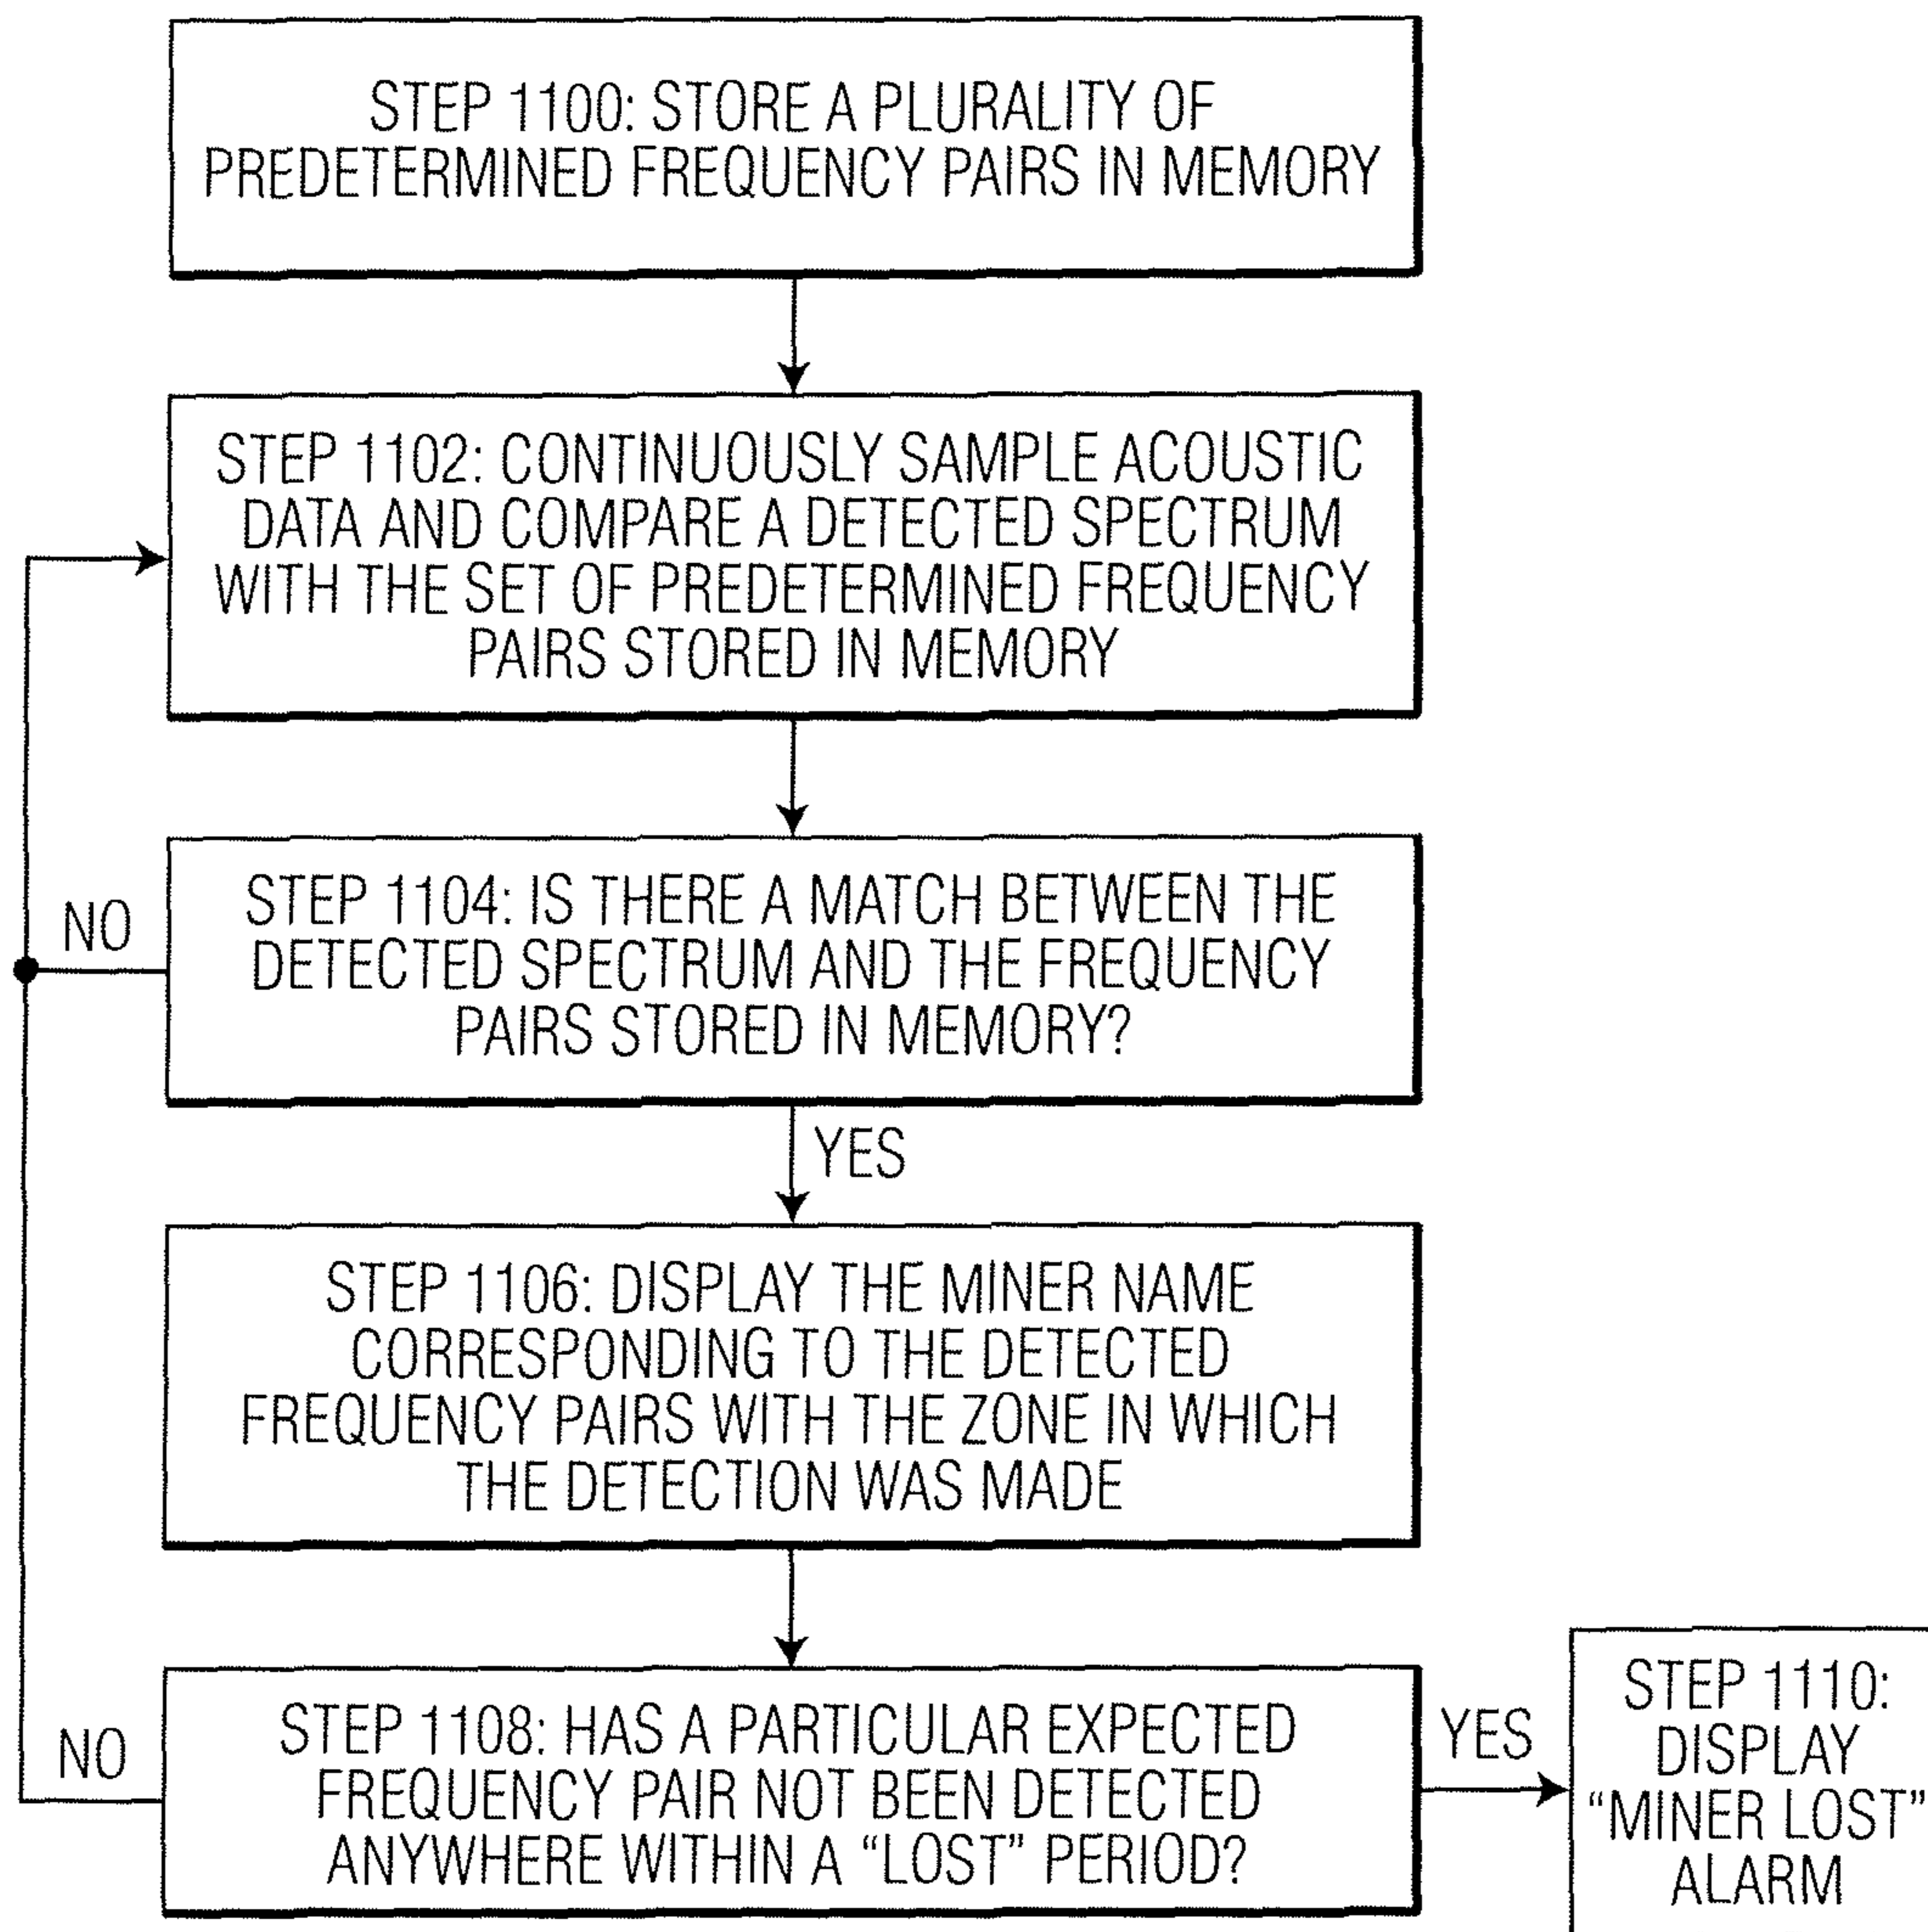 STEP 1100: STORE A PLURALITY OF
PREDETERMINED FREQUENCY PAIRS IN MEMORY
STEP 1102: CONTINUOUSLY SAMPLE ACOUSTIC
DATA AND COMPARE A DETECTED SPECTRUM
WITH THE SET OF PREDETERMINED FREQUENCY
PAIRS STORED IN MEMORY
STEP 1104: IS THERE A MATCH BETWEEN THE
DETECTED SPECTRUM AND THE FREQUENCY
PAIRS STORED IN MEMORY?
NO
YES
STEP 1106: DISPLAY THE MINER NAME
CORRESPONDING TO THE DETECTED
FREQUENCY PAIRS WITH THE ZONE IN WHICH
THE DETECTION WAS MADE
STEP 1108: HAS A PARTICULAR EXPECTED
FREQUENCY PAIR NOT BEEN DETECTED
ANYWHERE WITHIN A “LOST” PERIOD?
NO
YES
STEP 1110:
DISPLAY
“MINER LOST”
ALARM